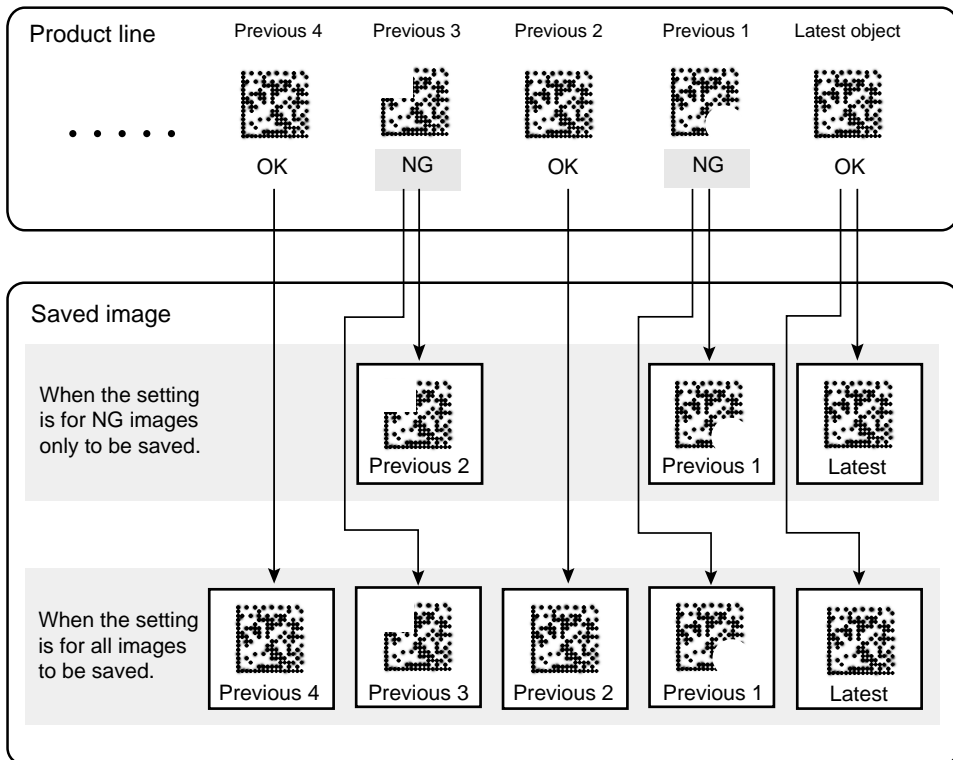 Product line
Previous 4
Previous 3
Previous 2
Previous 1
Latest object
OK
NG
OK
NG
OK
Saved image
When the setting
is for NG images
only to be saved.
Previous 2
Previous 1
Latest
When the setting
is for all images
to be saved.
Previous 4
Previous 3
Previous 2
Previous 1
Latest